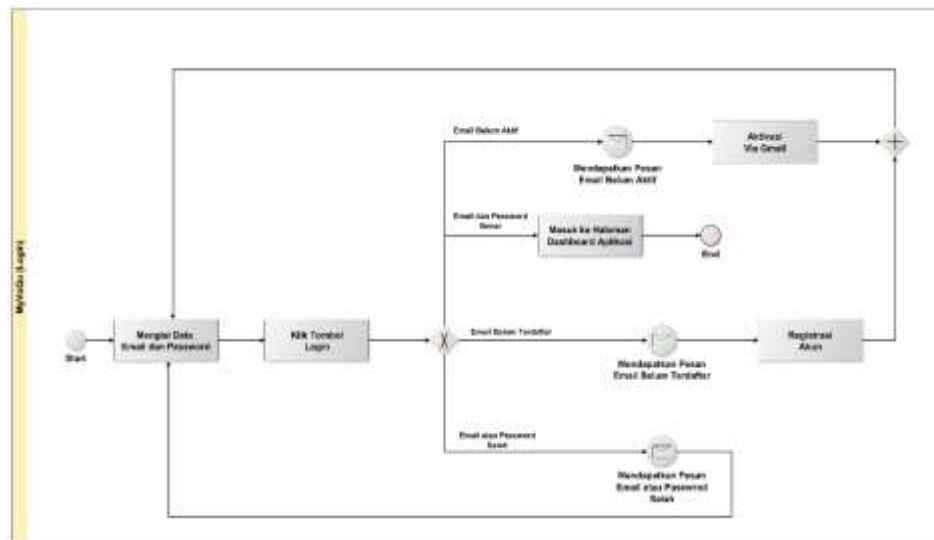 Email Belum Aktif
Aktivasi
Via Gmail
Mendapatkan Pesan
Email Belum Aktif
Email dan Password
Benar
Masuk ke Halaman
Dashboard Aplikasi
End
(Login)
Start
Mengisi Data
Email dan Password
Klik Tombol
Login
Email Belum Terdaftar
Mendapatkan Pesan
Email Belum Terdaftar
Registrasi
Akun
Email atau Password
Salah
Mendapatkan Pesan
Email atau Password
Salah